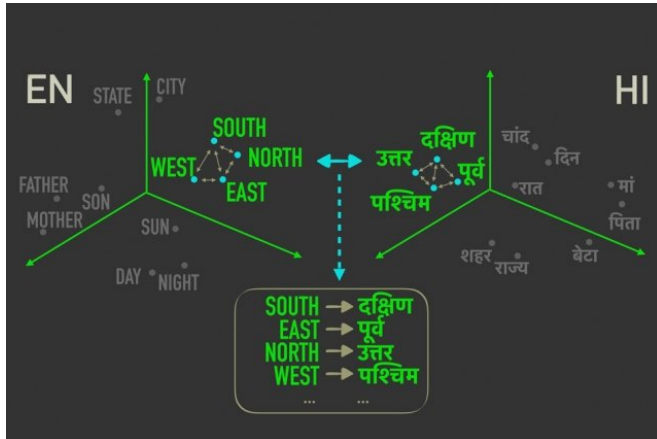 EN
HI
STATE
CITY
SOUTH
WEST
NORTH
EAST
FATHER
SON
MOTHER
SUN
DAY
NIGHT
चांद
दिन
दक्षिण
उत्तर
पूर्व
पश्चिम
रात
मां
पिता
शहर
राज्य
बेटा
SOUTH → दक्षिण
EAST → पूर्व
NORTH → उत्तर
WEST → पश्चिम
... ...